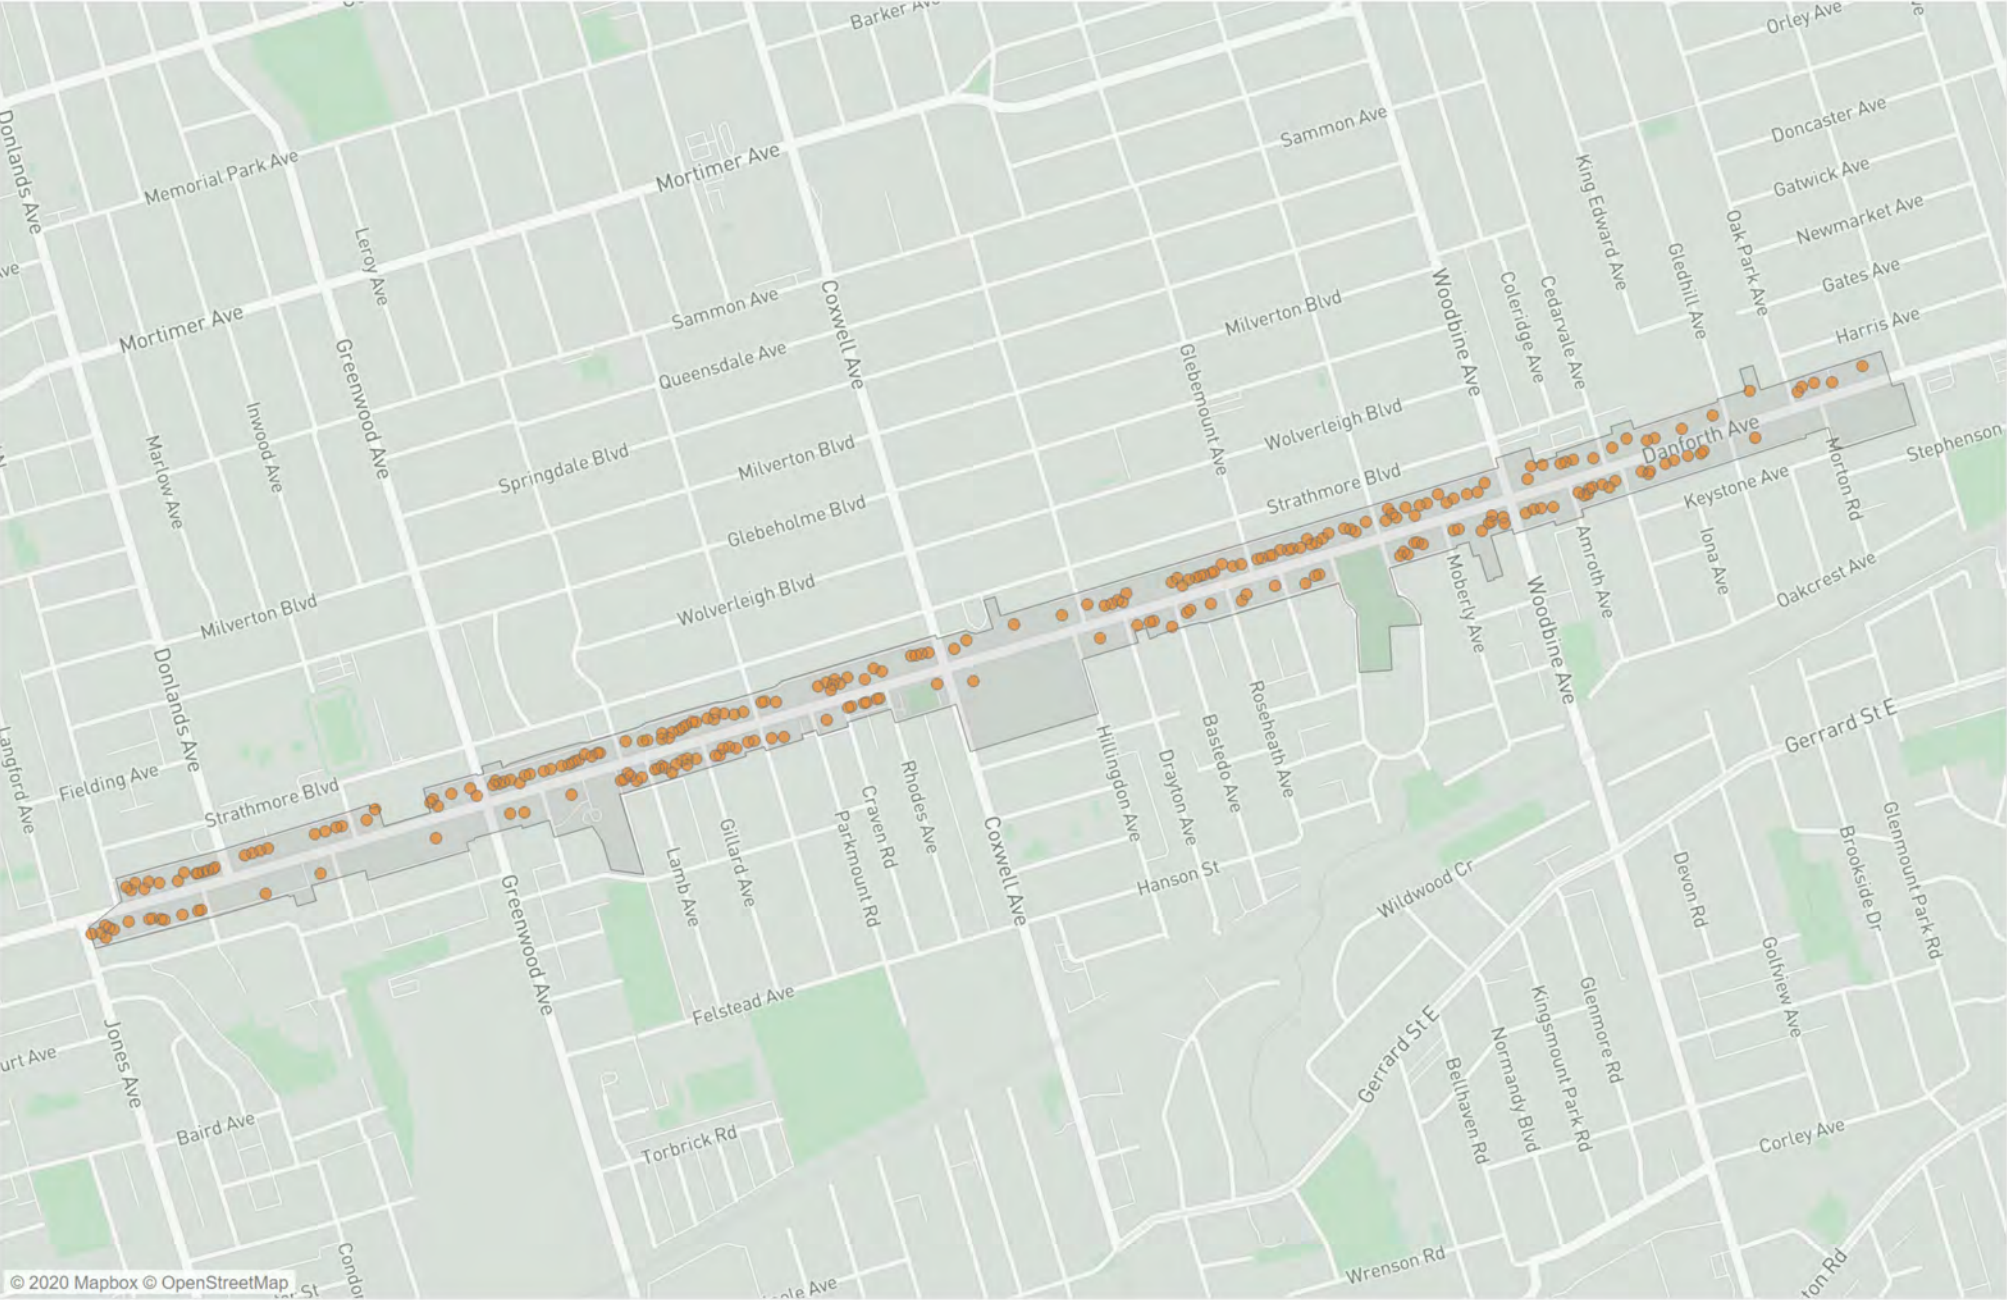 Barker Ave
Orley Ave
Donlands Ave
Memorial Park Ave
Mortimer Ave
Sammon Ave
Doncaster Ave
King Edward Ave
Gatwick Ave
Newmarket Ave
Oak Park Ave
Leroy Ave
Gledhill Ave
Gates Ave
Mortimer Ave
Sammon Ave
Coxwell Ave
Milverton Blvd
Woodbine Ave
Coleridge Ave
Cedarvale Ave
Harris Ave
Greenwood Ave
Queensdale Ave
Glebemount Ave
Inwood Ave
Marlow Ave
Springdale Blvd
Milverton Blvd
Wolverleigh Blvd
Danforth Ave
Stephenson
Strathmore Blvd
Keystone Ave
Morton Rd
Glebeholme Blvd
Iona Ave
Amroth Ave
Oakcrest Ave
Moberly Ave
Milverton Blvd
Wolverleigh Blvd
Woodbine Ave
Donlands Ave
Langford Ave
Fielding Ave
Strathmore Blvd
Roseheath Ave
Bastedo Ave
Drayton Ave
Hillingdon Ave
Gerrard St E
Rhodes Ave
Craven Rd
Parkmount Rd
Gillard Ave
Lamb Ave
Coxwell Ave
Hanson St
Wildwood Cr
Devon Rd
Brookside Dr
Glenmount Park Rd
Greenwood Ave
Felstead Ave
Golfview Ave
Jones Ave
urt Ave
Gerrard St E
Kingsmount Park Rd
Glenmore Rd
Normandy Blvd
Bellhaven Rd
Baird Ave
Torbrick Rd
Corley Ave
Wrenson Rd
ton Rd
Condor
© 2020 Mapbox © OpenStreetMap